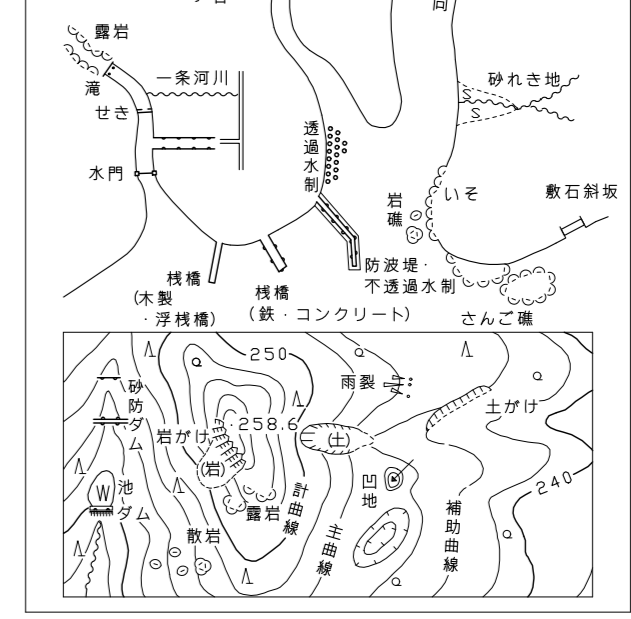 露岩
滝
一条河川
せき
水門
透過水制
砂れき地
S
S
いそ
岩礁
敷石斜坂
防波堤・
不透過水制
桟橋
(木製
・浮桟橋)
桟橋
(鉄・コンクリート)
さんご礁
250
雨裂
砂防ダム
岩がけ
・258.6
(土)
土がけ
(岩)
W
池・ダム
凹地
240
露岩
計曲線
主曲線
補助曲線
散岩